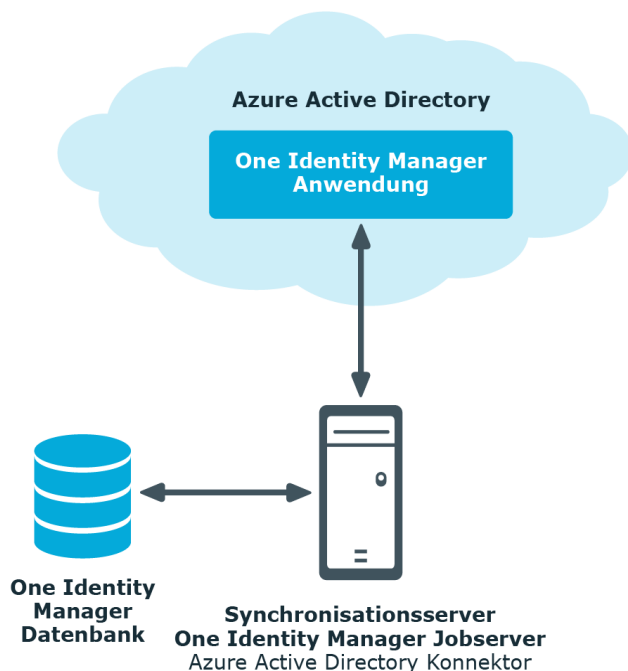 Azure Active Directory
One Identity Manager
Anwendung
One Identity
Manager
Datenbank
Synchronisationsserver
One Identity Manager Jobserver
Azure Active Directory Konnektor